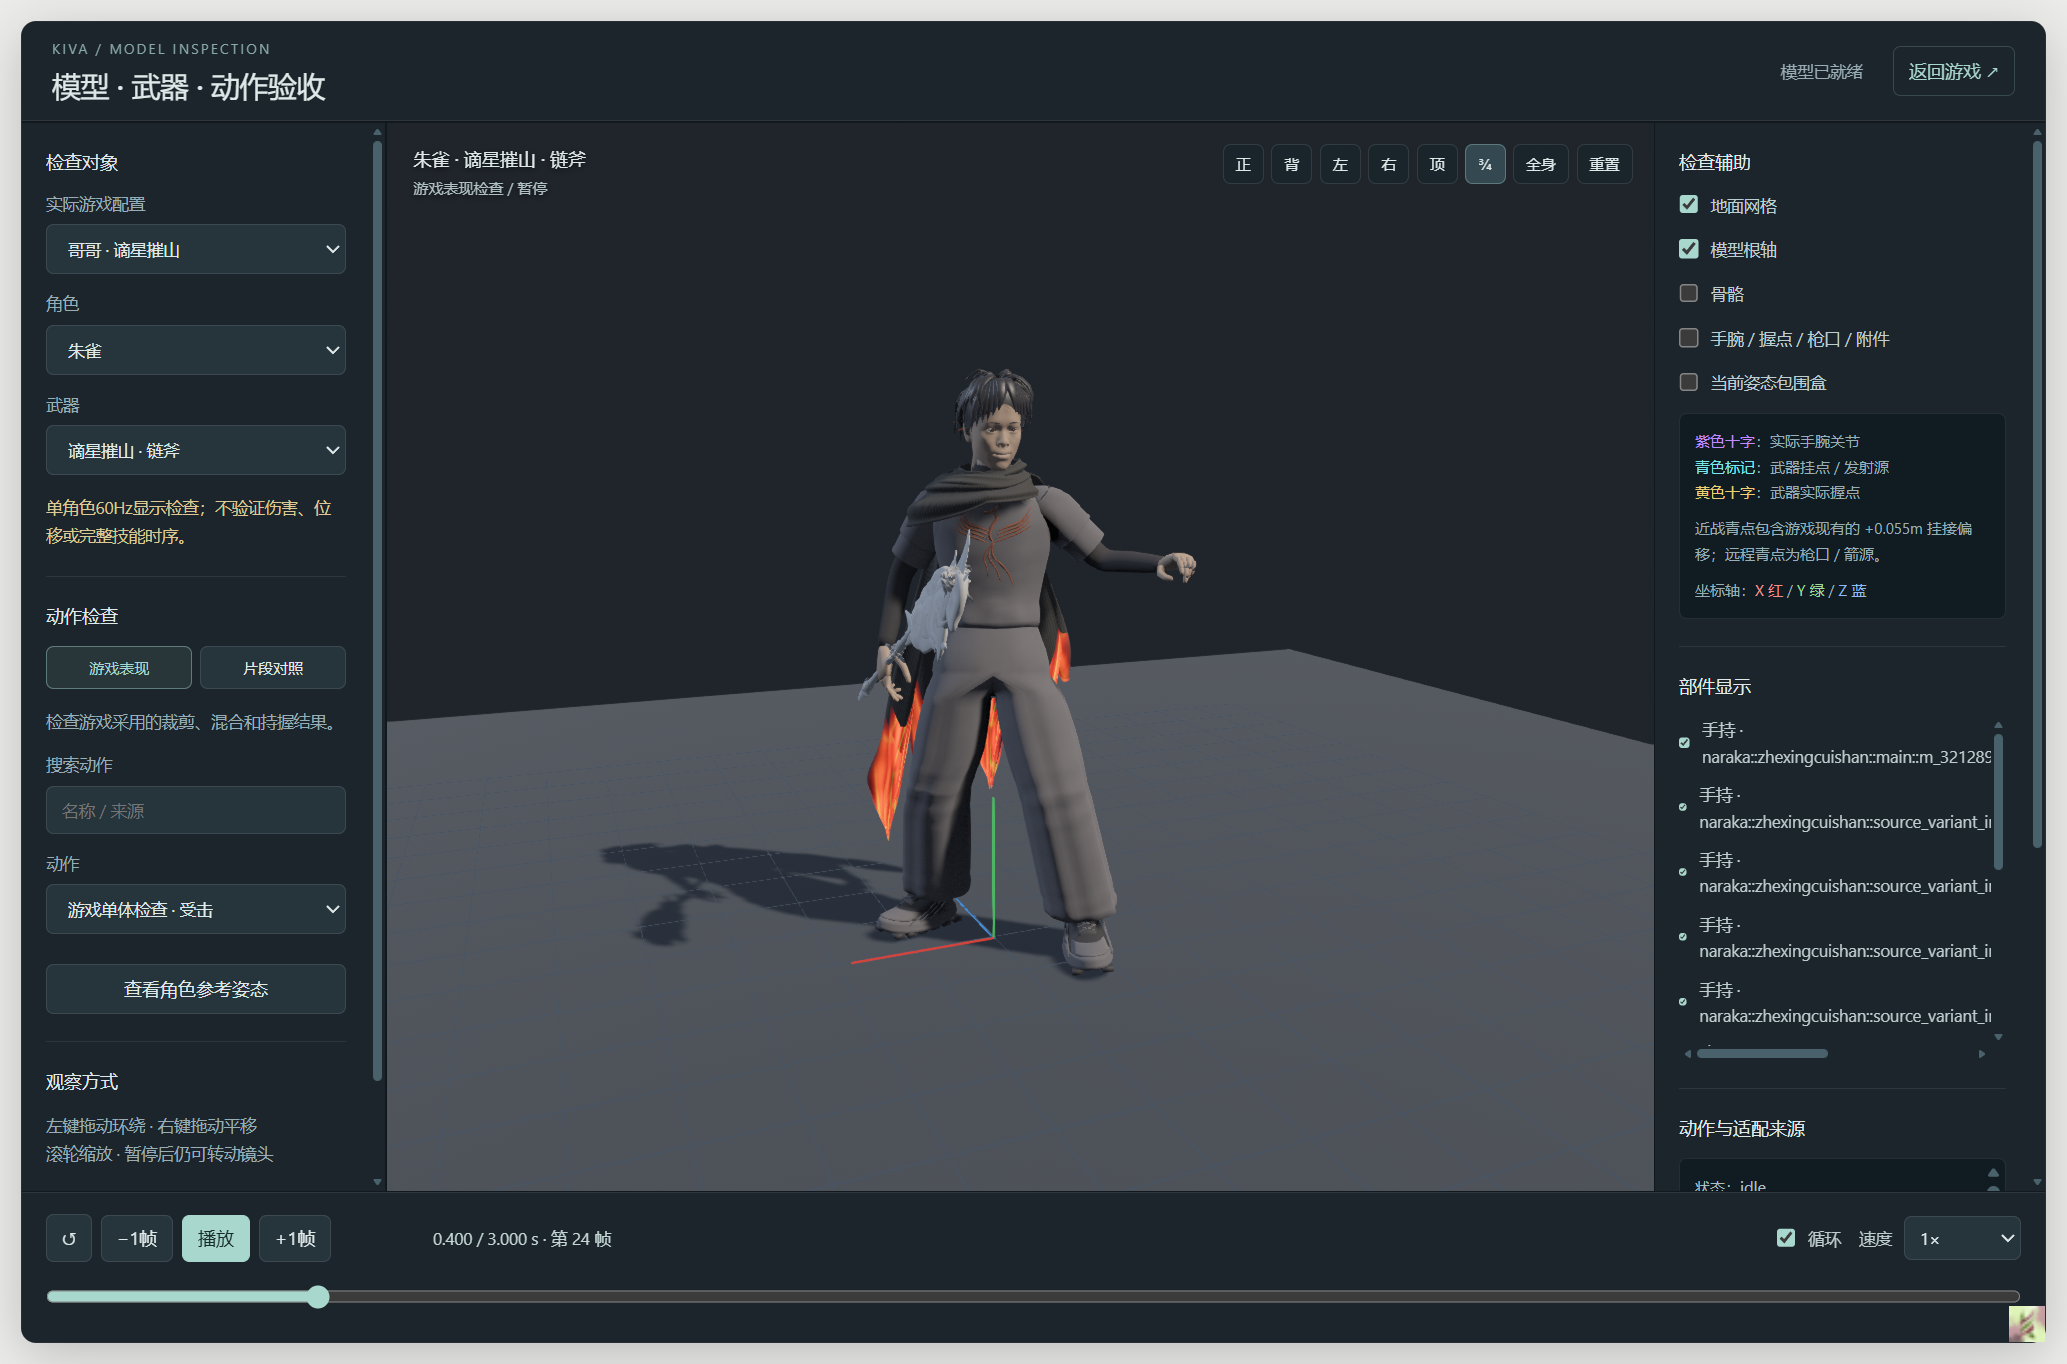 KIVA / MODEL INSPECTION
模型 · 武器 · 动作验收
模型已就绪
返回游戏 ↗
检查对象
实际游戏配置
哥哥 · 谪星摧山
角色
朱雀
武器
谪星摧山 · 链斧
单角色60Hz显示检查；不验证伤害、位
移或完整技能时序。
动作检查
游戏表现
片段对照
检查游戏采用的裁剪、混合和持握结果。
搜索动作
名称 / 来源
动作
游戏单体检查 · 受击
查看角色参考姿态
观察方式
左键拖动环绕 · 右键拖动平移
滚轮缩放 · 暂停后仍可转动镜头
朱雀 · 谪星摧山 · 链斧
游戏表现检查 / 暂停
正
背
左
右
顶
¾
全身
重置
检查辅助
地面网格
模型根轴
骨骼
手腕 / 握点 / 枪口 / 附件
当前姿态包围盒
紫色十字：实际手腕关节
青色标记：武器挂点 / 发射源
黄色十字：武器实际握点
近战青点包含游戏现有的 +0.055m 挂接偏
移；远程青点为枪口 / 箭源。
坐标轴：X 红 / Y 绿 / Z 蓝
部件显示
手持 ·
naraka::zhexingcuishan::main::m_321289
手持 ·
naraka::zhexingcuishan::source_variant_i
手持 ·
naraka::zhexingcuishan::source_variant_i
手持 ·
naraka::zhexingcuishan::source_variant_i
手持 ·
naraka::zhexingcuishan::source_variant_i
动作与适配来源
状态：idle
↺
−1帧
播放
+1帧
0.400 / 3.000 s · 第 24 帧
循环
速度
1×